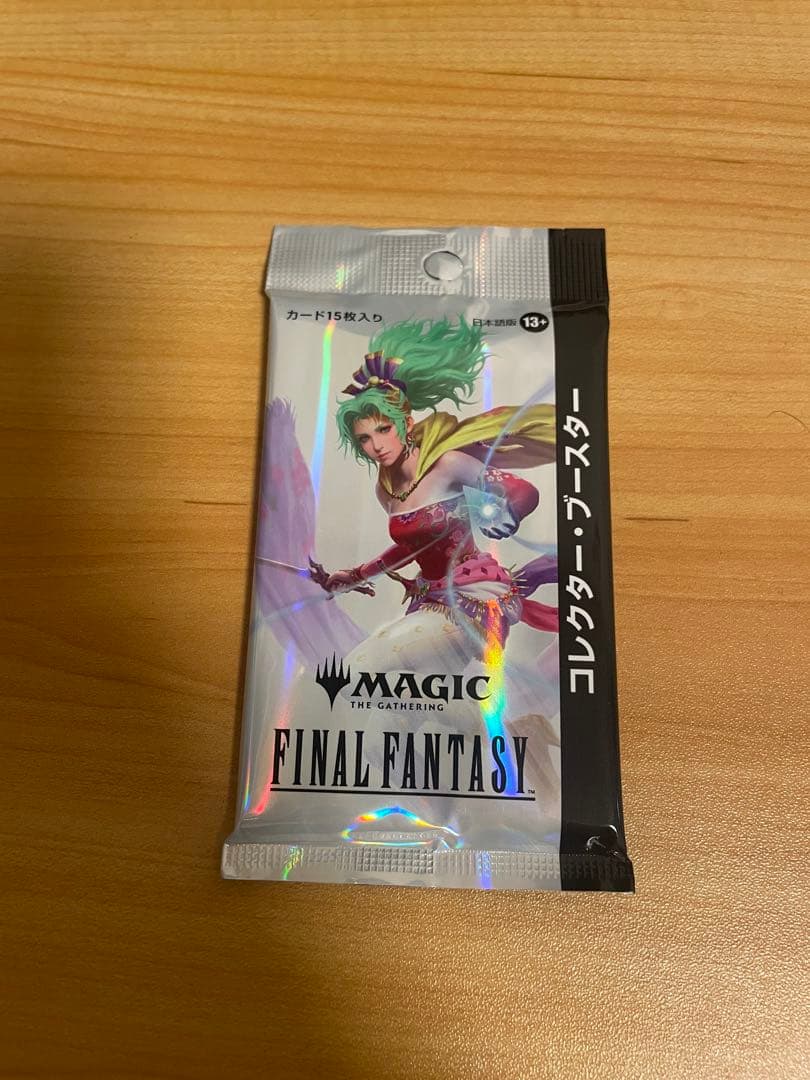 カード15枚入り
日本語版 13+
コレクター・ブースター
MAGIC
THE GATHERING
FINAL FANTASY™